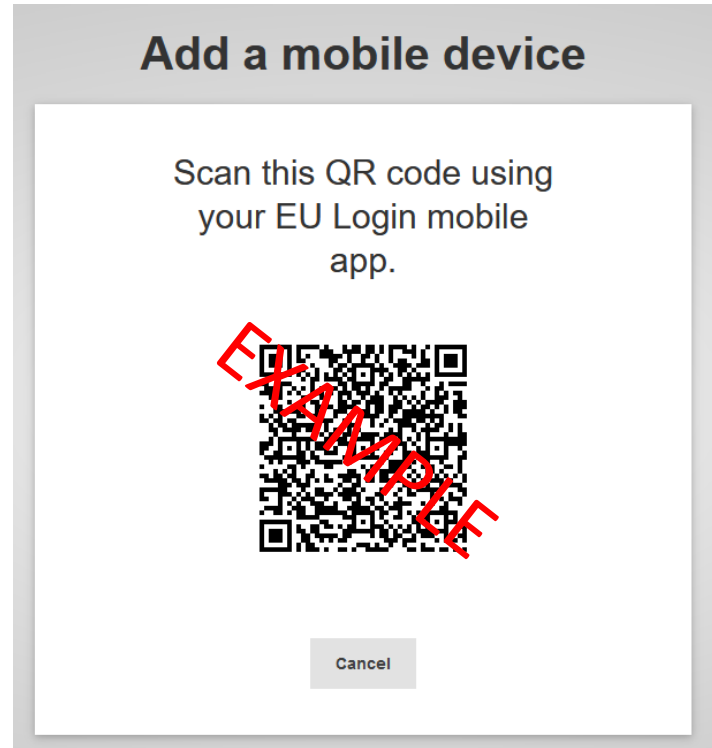 Add a mobile device
Scan this QR code using
your EU Login mobile
app.
EXAMPLE
Cancel